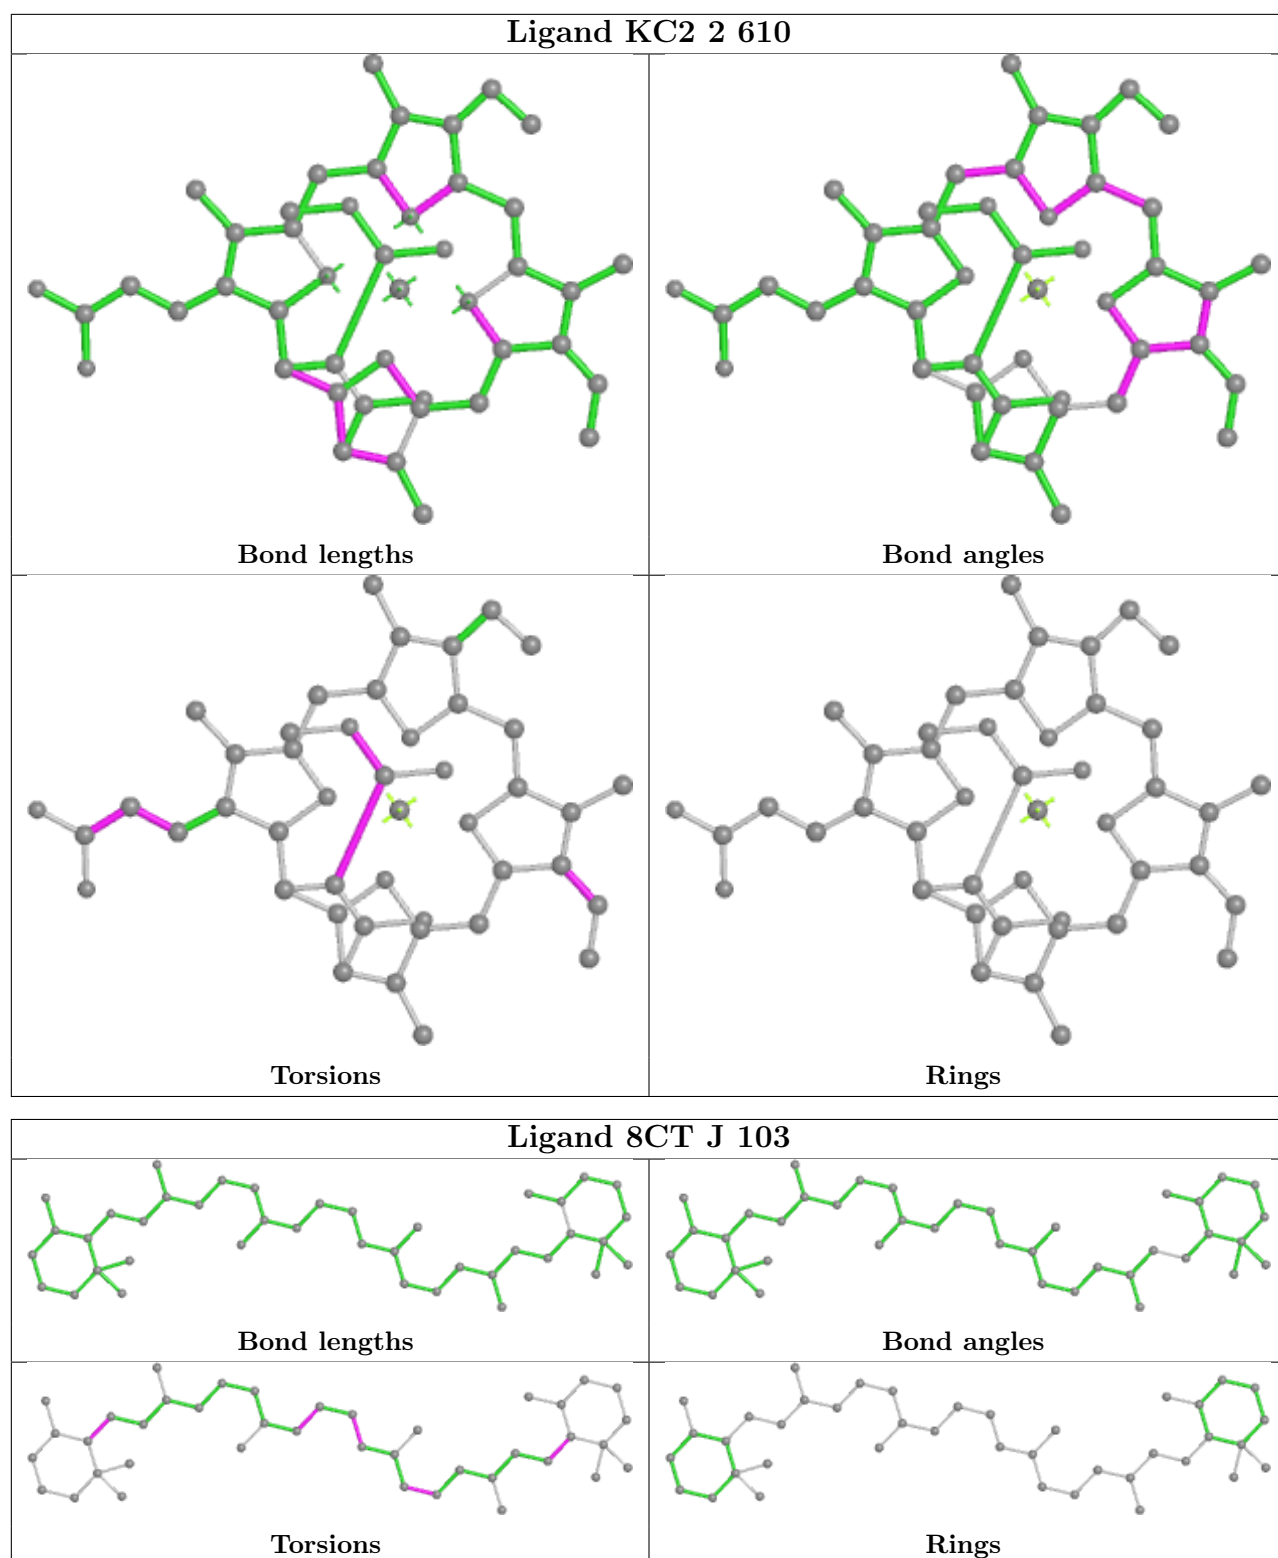 Ligand KC2 2 610
Bond lengths
Bond angles
Torsions
Rings
Ligand 8CT J 103
Bond lengths
Bond angles
Torsions
Rings